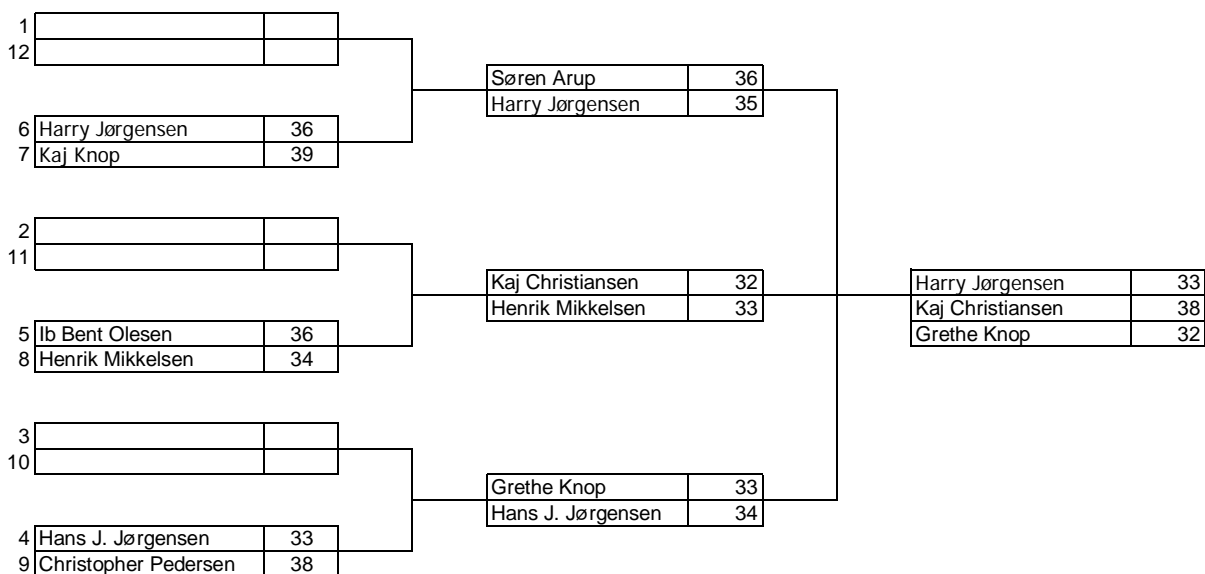 1
12
Søren Arup 36
Harry Jørgensen 35
6 Harry Jørgensen 36
7 Kaj Knop 39
2
11
Kaj Christiansen 32 Harry Jørgensen 33
Henrik Mikkelsen 33 Kaj Christiansen 38
5 Ib Bent Olesen 36 Grethe Knop 32
8 Henrik Mikkelsen 34
3
10
Grethe Knop 33
Hans J. Jørgensen 34
4 Hans J. Jørgensen 33
9 Christopher Pedersen 38